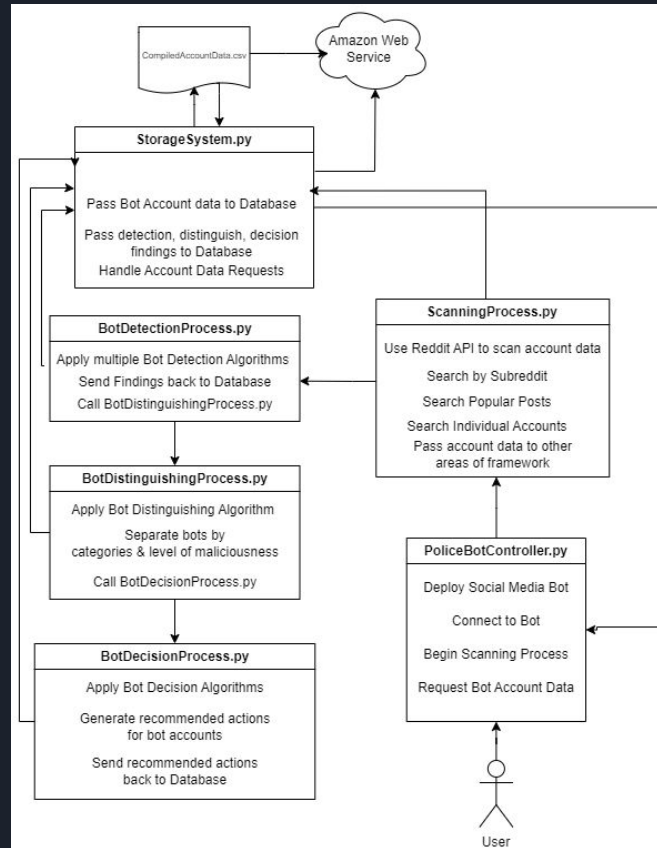 CompiledAccountData.csv
Amazon Web
Service
StorageSystem.py
Pass Bot Account data to Database
Pass detection, distinguish, decision
findings to Database
Handle Account Data Requests
BotDetectionProcess.py
Apply multiple Bot Detection Algorithms
Send Findings back to Database
Call BotDistinguishingProcess.py
ScanningProcess.py
Use Reddit API to scan account data
Search by Subreddit
Search Popular Posts
Search Individual Accounts
Pass account data to other
areas of framework
BotDistinguishingProcess.py
Apply Bot Distinguishing Algorithm
Separate bots by
categories & level of maliciousness
Call BotDecisionProcess.py
PoliceBotController.py
Deploy Social Media Bot
Connect to Bot
Begin Scanning Process
Request Bot Account Data
BotDecisionProcess.py
Apply Bot Decision Algorithms
Generate recommended actions
for bot accounts
Send recommended actions
back to Database
User